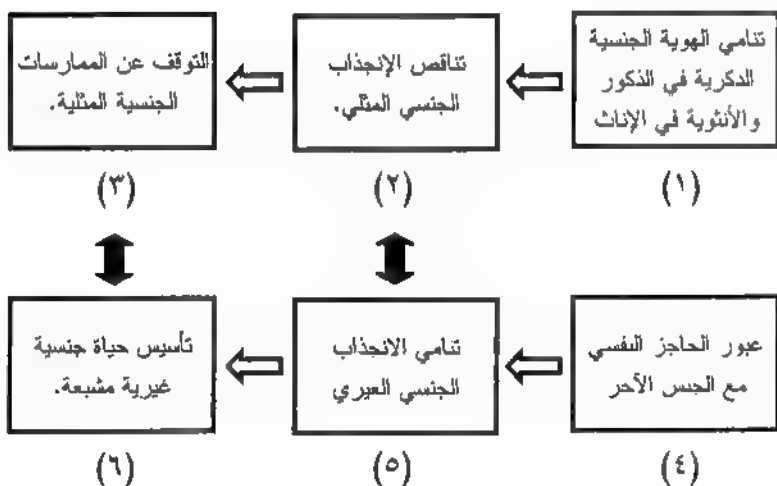 تنامي الهوية الجنسية
الذكرية في الذكور
والأنثوية في الإناث
(١)
تناقص الإنجذاب
الجنسي المثلي.
(٢)
التوقف عن الممارسات
الجنسية المثلية.
(٣)
عبور الحاجز النفسي
مع الجنس الآخر
(٤)
تنامي الانجذاب
الجنسي الغيري
(٥)
تأسيس حياة جنسية
غيرية مشبعة.
(٦)